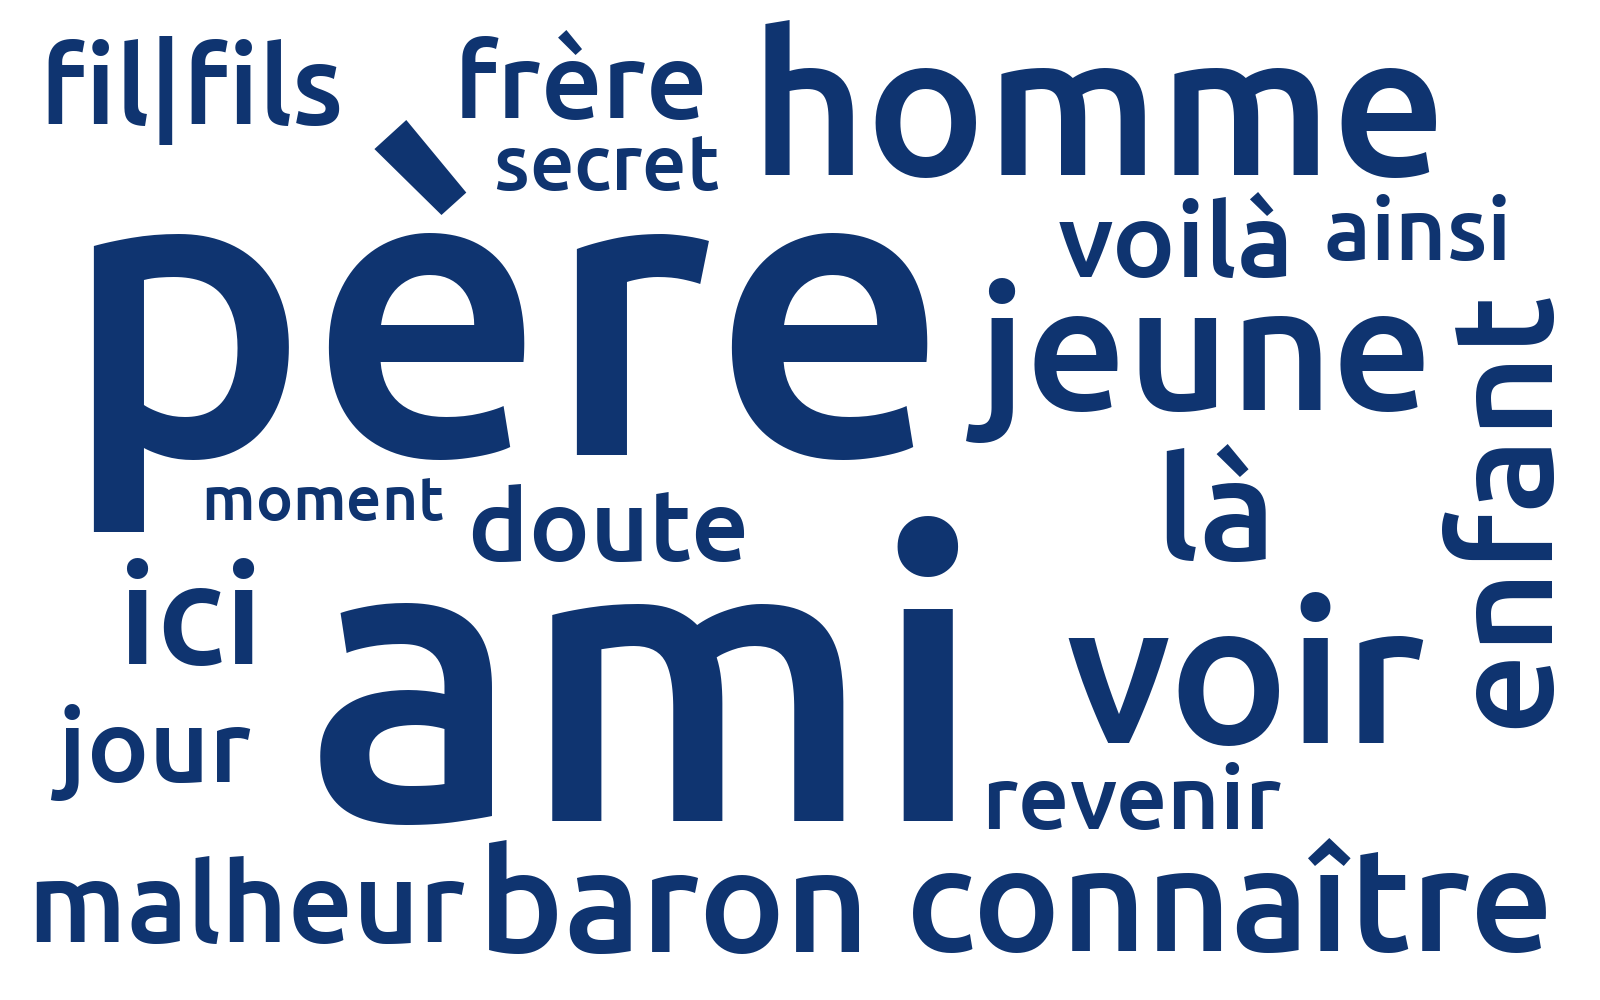 fil|fils
frère
homme
secret
voilà
ainsi
père
jeune
enfant
moment
doute
là
ici
ami
voir
jour
revenir
malheur
baron
connaître